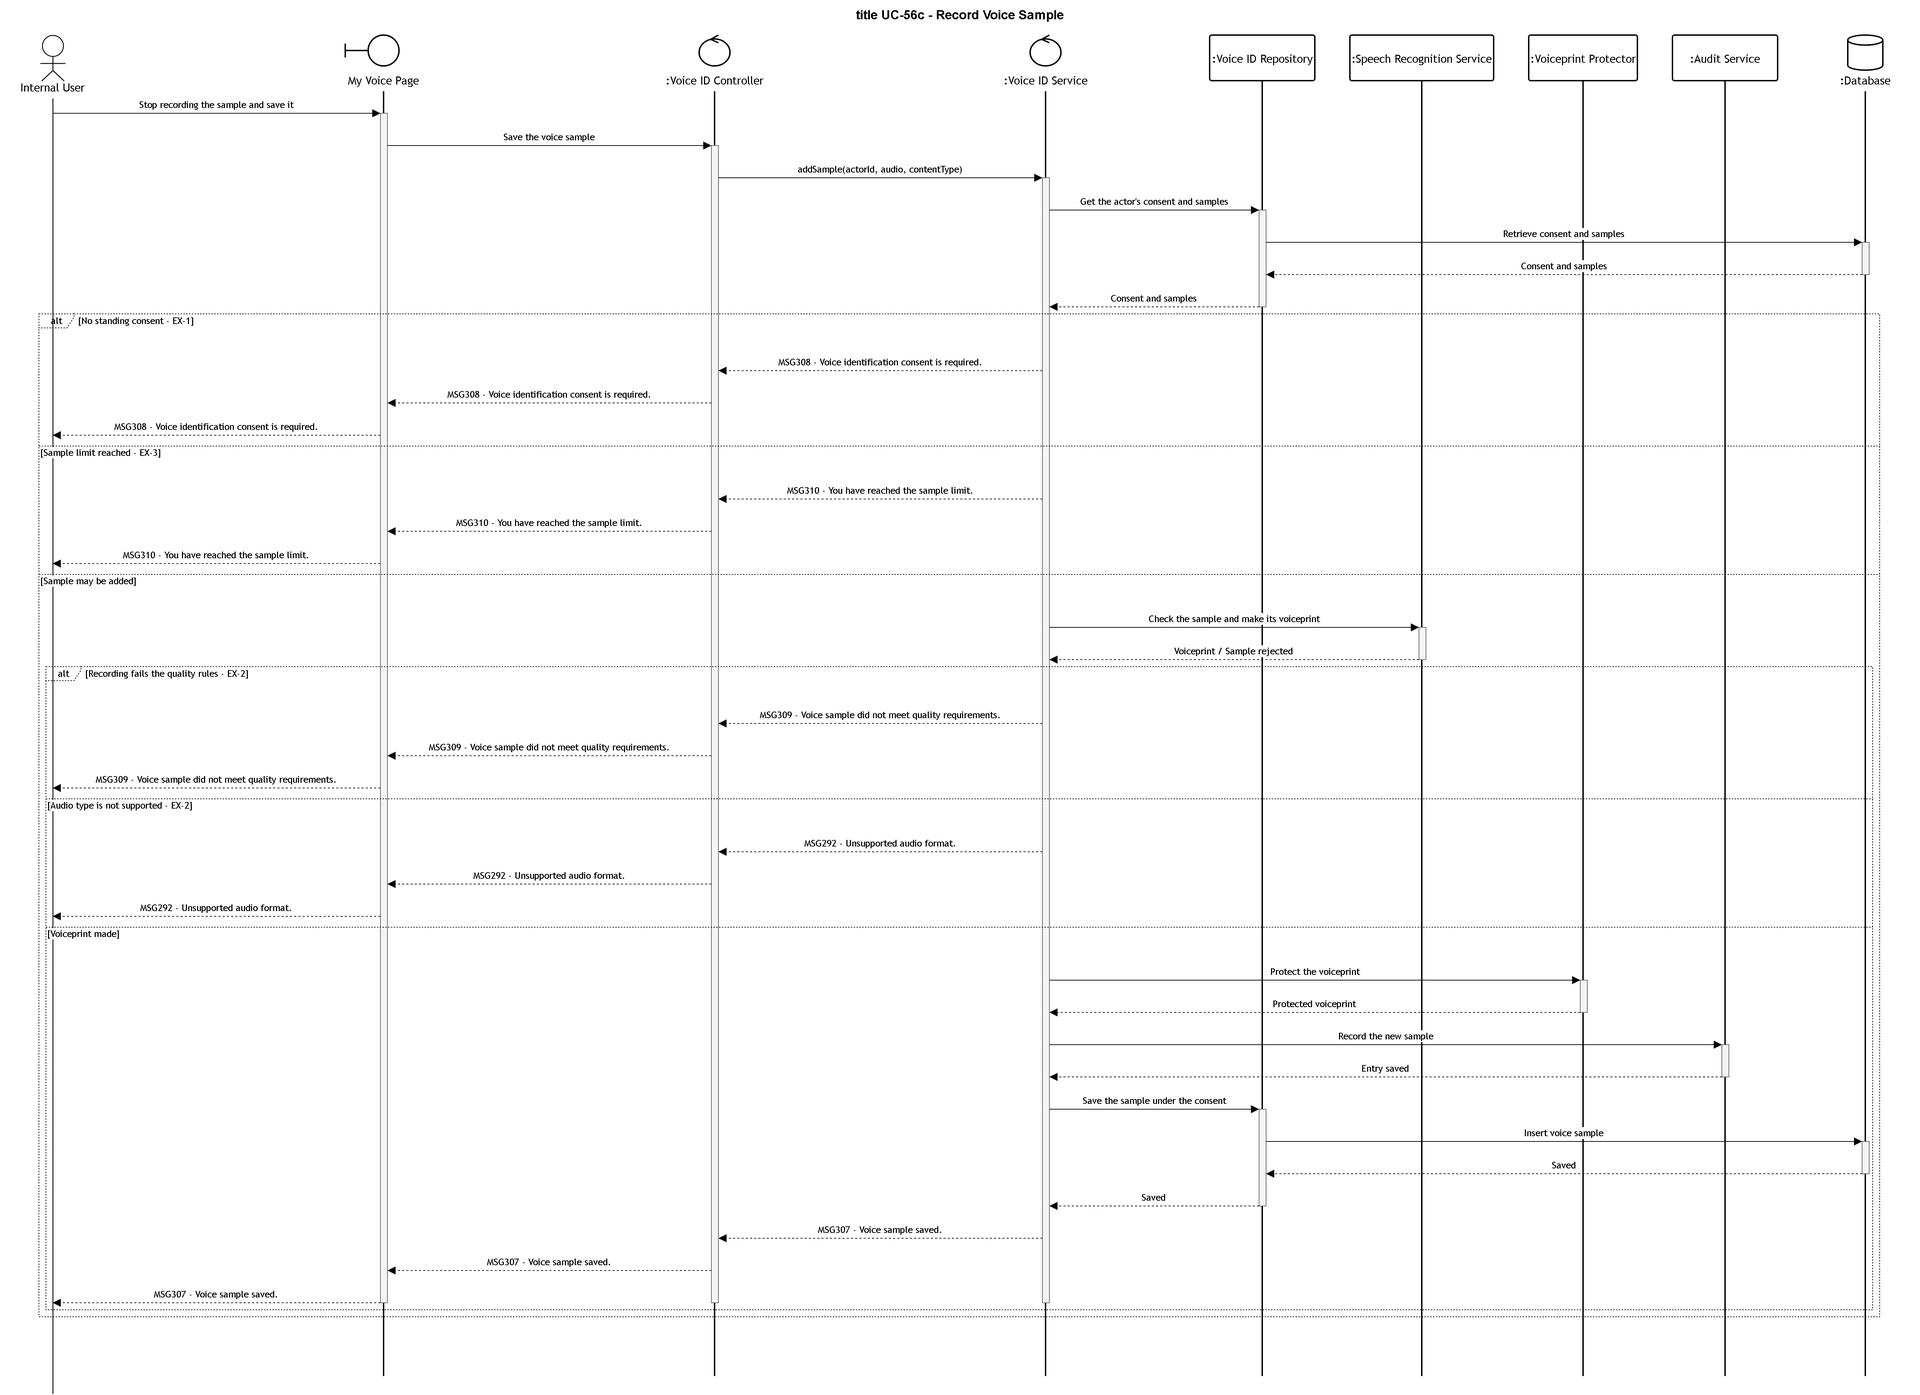 title UC-56c - Record Voice Sample
Internal User
My Voice Page
:Voice ID Controller
:Voice ID Service
:Voice ID Repository
:Speech Recognition Service
:Voiceprint Protector
:Audit Service
:Database
Stop recording the sample and save it
Save the voice sample
addSample(actorId, audio, contentType)
Get the actor's consent and samples
Retrieve consent and samples
Consent and samples
Consent and samples
alt [No standing consent - EX-1]
MSG308 - Voice identification consent is required.
MSG308 - Voice identification consent is required.
MSG308 - Voice identification consent is required.
[Sample limit reached - EX-3]
MSG310 - You have reached the sample limit.
MSG310 - You have reached the sample limit.
MSG310 - You have reached the sample limit.
[Sample may be added]
Check the sample and make its voiceprint
Voiceprint / Sample rejected
alt [Recording fails the quality rules - EX-2]
MSG309 - Voice sample did not meet quality requirements.
MSG309 - Voice sample did not meet quality requirements.
MSG309 - Voice sample did not meet quality requirements.
[Audio type is not supported - EX-2]
MSG292 - Unsupported audio format.
MSG292 - Unsupported audio format.
MSG292 - Unsupported audio format.
[Voiceprint made]
Protect the voiceprint
Protected voiceprint
Record the new sample
Entry saved
Save the sample under the consent
Insert voice sample
Saved
Saved
MSG307 - Voice sample saved.
MSG307 - Voice sample saved.
MSG307 - Voice sample saved.